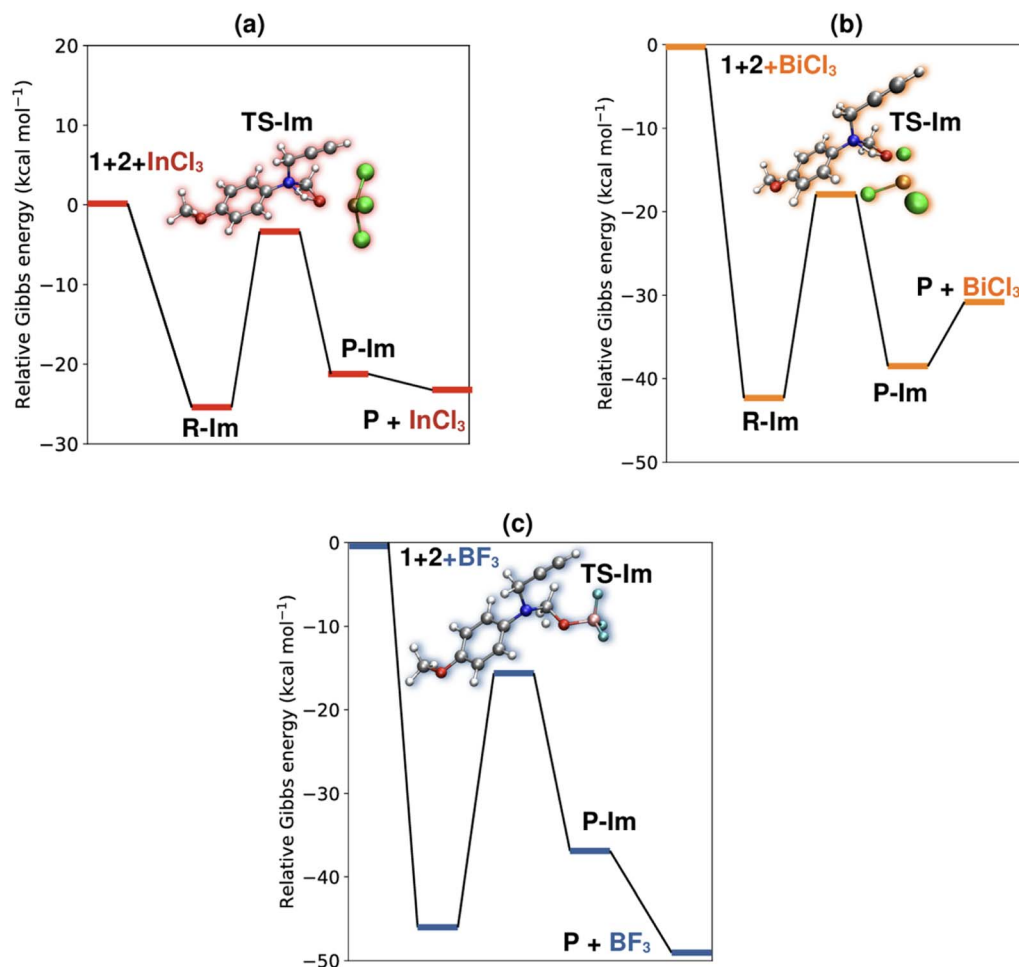 (a)
Relative Gibbs energy (kcal mol⁻¹)
20
10
0
−10
−20
−30
1+2+InCl₃
TS-Im
R-Im
P-Im
P + InCl₃
(b)
Relative Gibbs energy (kcal mol⁻¹)
0
−10
−20
−30
−40
−50
1+2+BiCl₃
TS-Im
R-Im
P-Im
P + BiCl₃
(c)
Relative Gibbs energy (kcal mol⁻¹)
0
−10
−20
−30
−40
−50
1+2+BF₃
TS-Im
P-Im
P + BF₃